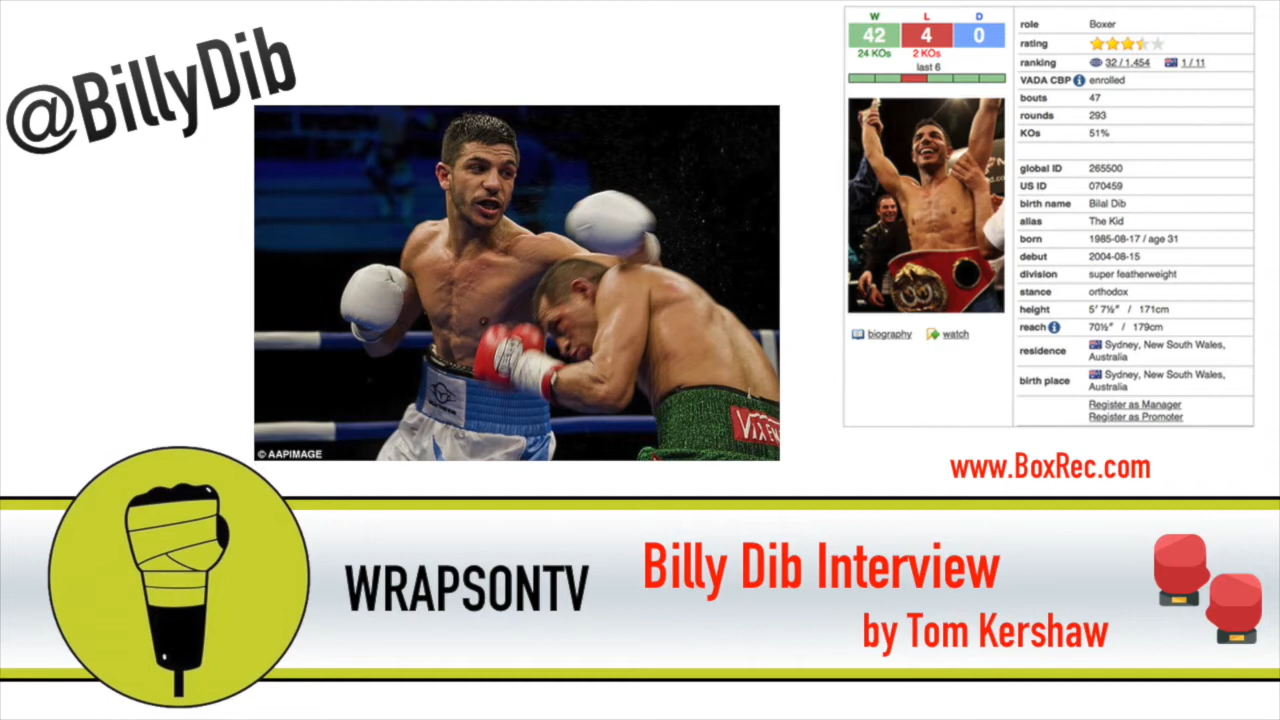 @BillyDib
W L D
42 4 0
24 KOs 2 KOs
last 6
biography watch
role Boxer
rating
ranking 32 / 1,454 1 / 11
VADA CBP enrolled
bouts 47
rounds 293
KOs 51%
global ID 265500
US ID 070459
birth name Bilal Dib
alias The Kid
born 1985-08-17 / age 31
debut 2004-08-15
division super featherweight
stance orthodox
height 5′ 7½″ / 171cm
reach 70½″ / 179cm
residence Sydney, New South Wales,
Australia
birth place Sydney, New South Wales,
Australia
Register as Manager
Register as Promoter
© AAPIMAGE
www.BoxRec.com
WRAPSONTV
Billy Dib Interview
by Tom Kershaw